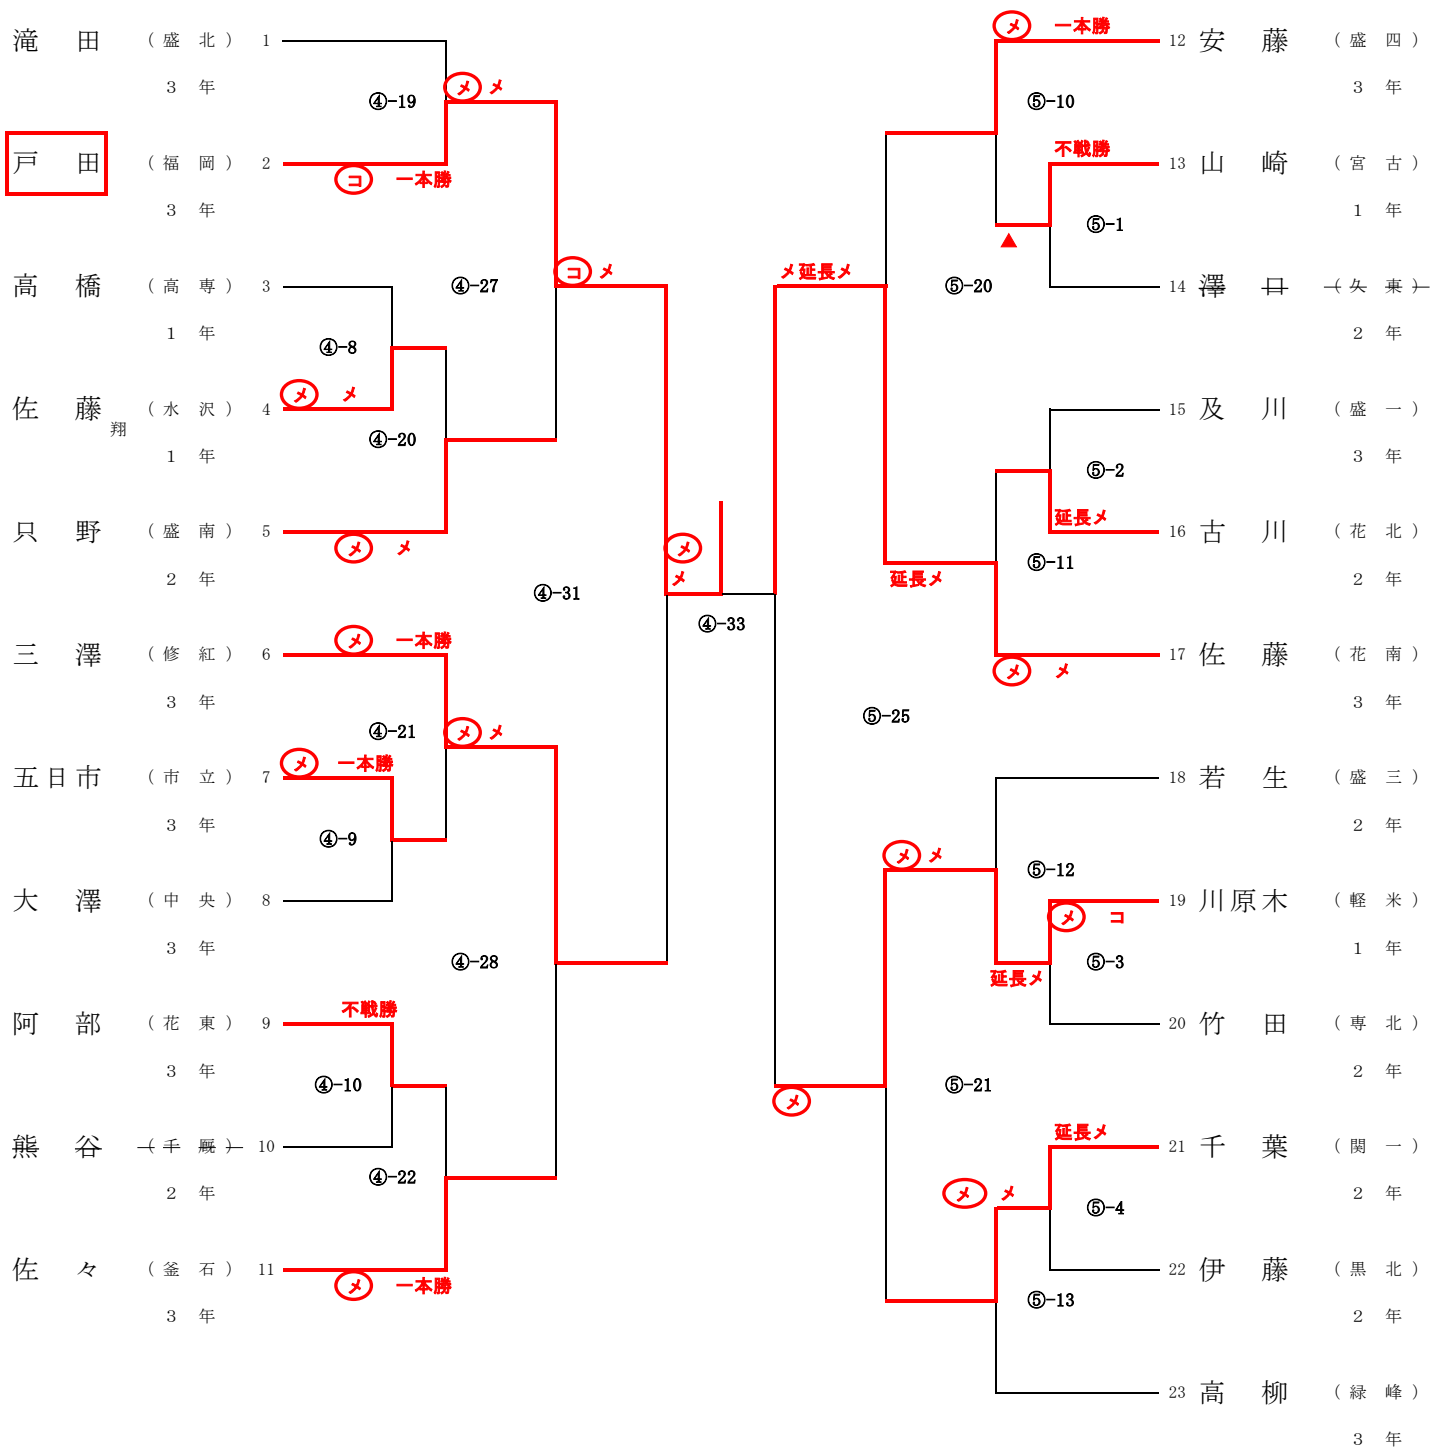 滝田 （盛北） 1
3年
④-19
メ メ
戸田 （福岡） 2
コ 一本勝
3年
高橋 （高専） 3
④-27
コ メ
1年
④-8
メ メ
佐藤翔 （水沢） 4
④-20
1年
只野 （盛南） 5
メ メ
2年
④-31
メ
メ
④-33
メ 一本勝
三澤 （修紅） 6
3年
④-21
メ メ
メ 一本勝
五日市 （市立） 7
3年
④-9
大澤 （中央） 8
3年
④-28
不戦勝
阿部 （花東） 9
3年
④-10
熊谷 （千厩） 10
④-22
2年
佐々 （釜石） 11
メ 一本勝
3年
メ 一本勝
12 安藤 （盛四）
3年
⑤-10
不戦勝
13 山崎 （宮古）
1年
⑤-1
▲
メ延長メ
⑤-20
14 澤口 （久東）
2年
15 及川 （盛一）
3年
⑤-2
延長メ
16 古川 （花北）
⑤-11
延長メ
2年
17 佐藤 （花南）
メ メ
3年
⑤-25
18 若生 （盛三）
2年
メ メ
⑤-12
19 川原木 （軽米）
メ コ
1年
⑤-3
延長メ
20 竹田 （専北）
2年
⑤-21
メ
延長メ
21 千葉 （関一）
2年
メ メ
⑤-4
22 伊藤 （黒北）
⑤-13
2年
23 高柳 （緑峰）
3年